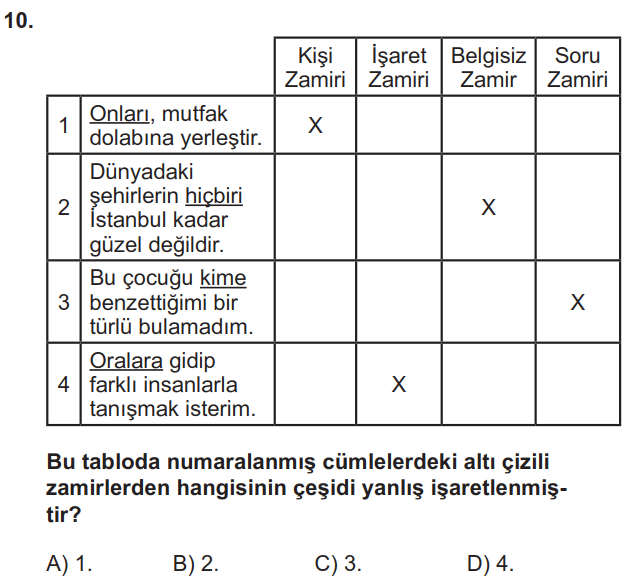 10.
Kişi Zamiri İşaret Zamiri Belgisiz Zamir Soru Zamiri
1 Onları, mutfak
dolabına yerleştir. X
2 Dünyadaki
şehirlerin hiçbiri
İstanbul kadar
güzel değildir. X
3 Bu çocuğu kime
benzettiğimi bir
türlü bulamadım. X
4 Oralara gidip
farklı insanlarla
tanışmak isterim. X
Bu tabloda numaralanmış cümlelerdeki altı çizili
zamirlerden hangisinin çeşidi yanlış işaretlenmiş-
tir?
A) 1. B) 2. C) 3. D) 4.